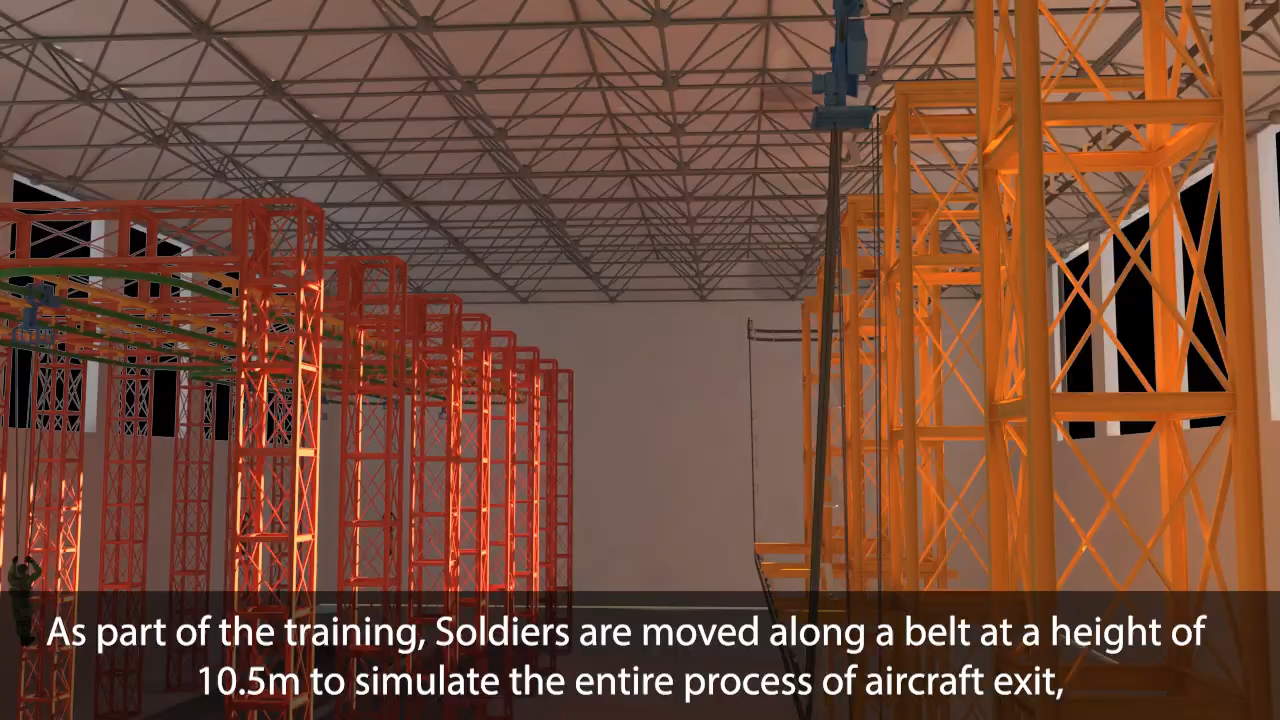 As part of the training, Soldiers are moved along a belt at a height of
10.5m to simulate the entire process of aircraft exit,